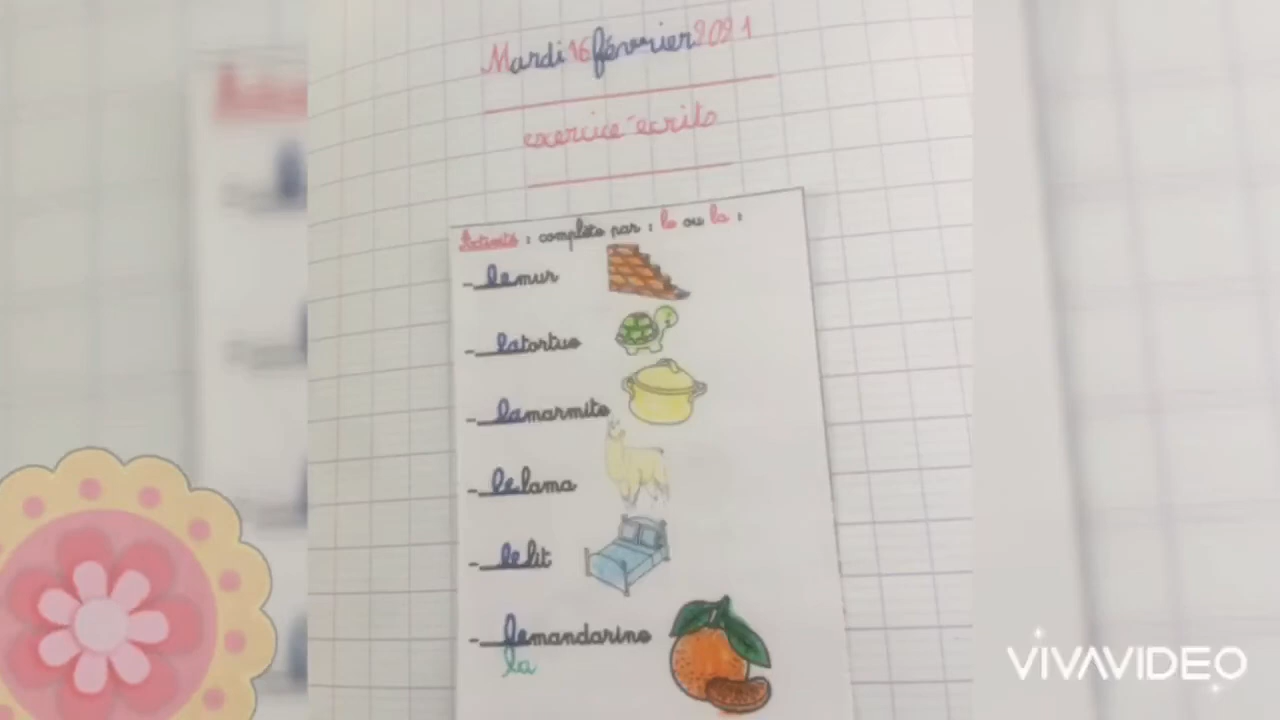 Mardi 16 février 2021
exercice écrits
Activité : complète par : le ou la :
- le mur
- la tortue
- la marmite
- le lama
- le lit
- le mandarine
la
VIVAVIDEO